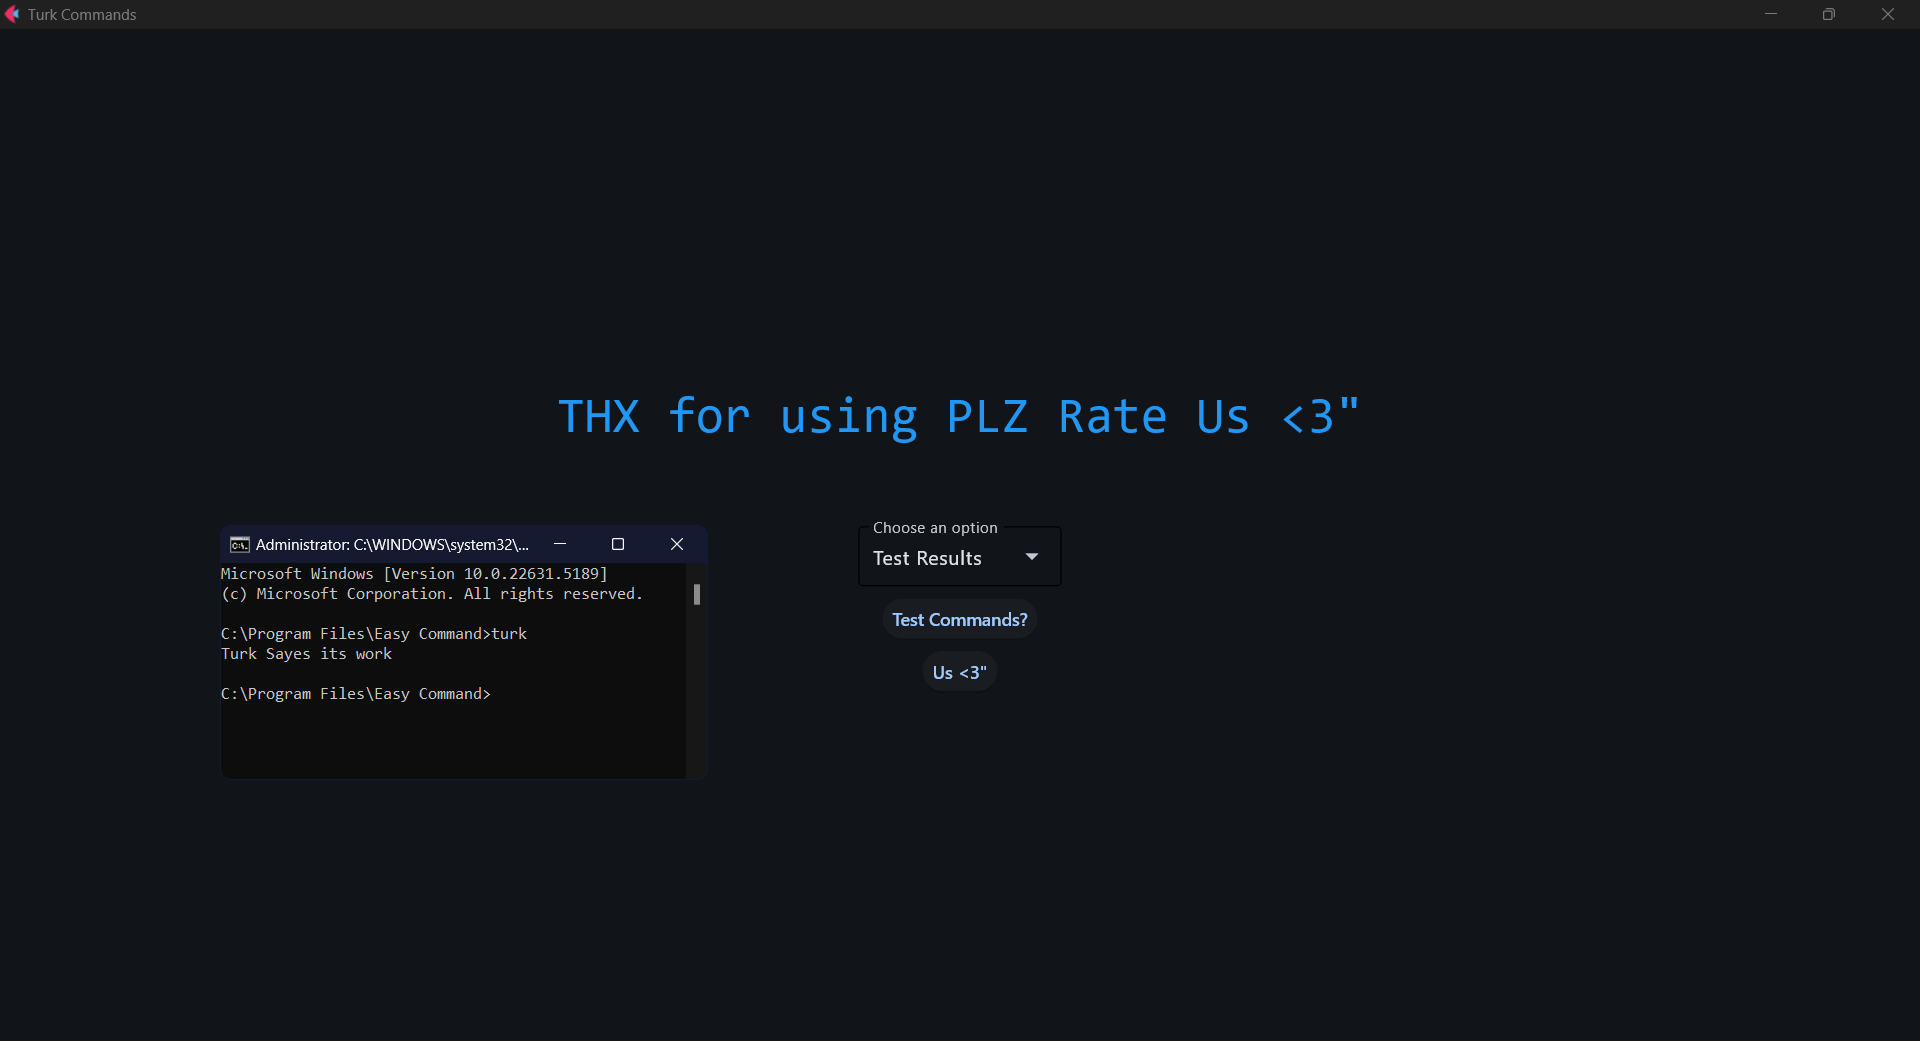 Turk Commands
THX for using PLZ Rate Us <3"
Administrator: C:\WINDOWS\system32\...
Microsoft Windows [Version 10.0.22631.5189]
(c) Microsoft Corporation. All rights reserved.
C:\Program Files\Easy Command>turk
Turk Sayes its work
C:\Program Files\Easy Command>
Choose an option
Test Results
Test Commands?
Us <3"